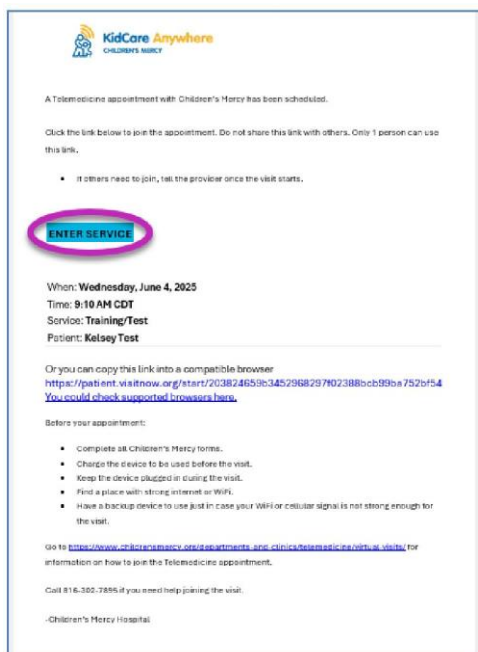 KidCare Anywhere
CHILDREN'S MERCY
A Telemedicine appointment with Children's Mercy has been scheduled.
Click the link below to join the appointment. Do not share this link with others. Only 1 person can use
this link.
• If others need to join, tell the provider once the visit starts.
ENTER SERVICE
When: Wednesday, June 4, 2025
Time: 9:10 AM CDT
Service: Training/Test
Patient: Kelsey Test
Or you can copy this link into a compatible browser
https://patient.visitnow.org/start/203824659b3452968297f02388bcb99ba752bf54
You could check supported browsers here.
Before your appointment:
• Complete all Children's Mercy forms.
• Charge the device to be used before the visit.
• Keep the device plugged in during the visit.
• Find a place with strong internet or WiFi.
• Have a backup device to use just in case your WiFi or cellular signal is not strong enough for
the visit.
Go to https://www.childrensmercy.org/departments-and-clinics/telemedicine/virtual-visits/ for
information on how to join the Telemedicine appointment.
Call 816-302-7895 if you need help joining the visit.
-Children's Mercy Hospital